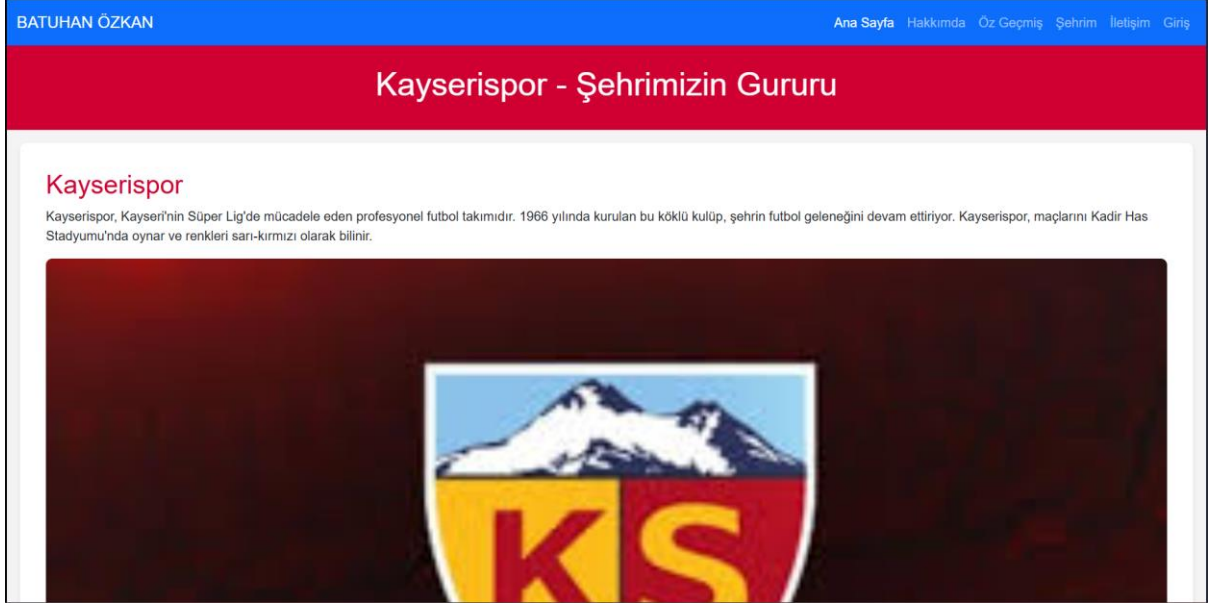 BATUHAN ÖZKAN
Ana Sayfa Hakkımda Öz Geçmiş Şehrim İletişim Giriş
Kayserispor - Şehrimizin Gururu
Kayserispor
Kayserispor, Kayseri'nin Süper Lig'de mücadele eden profesyonel futbol takımıdır. 1966 yılında kurulan bu köklü kulüp, şehrin futbol geleneğini devam ettiriyor. Kayserispor, maçlarını Kadir Has
Stadyumu'nda oynar ve renkleri sarı-kırmızı olarak bilinir.
KS